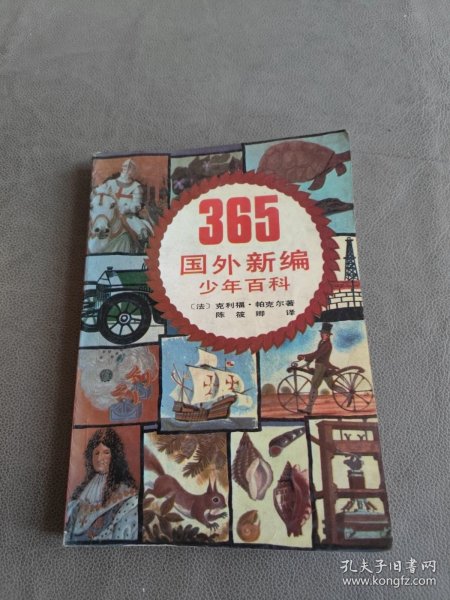 365
国外新编
少年百科
〔法〕克利福·帕克尔著
陈筱卿 译
孔夫子旧书网
www.kongfz.com